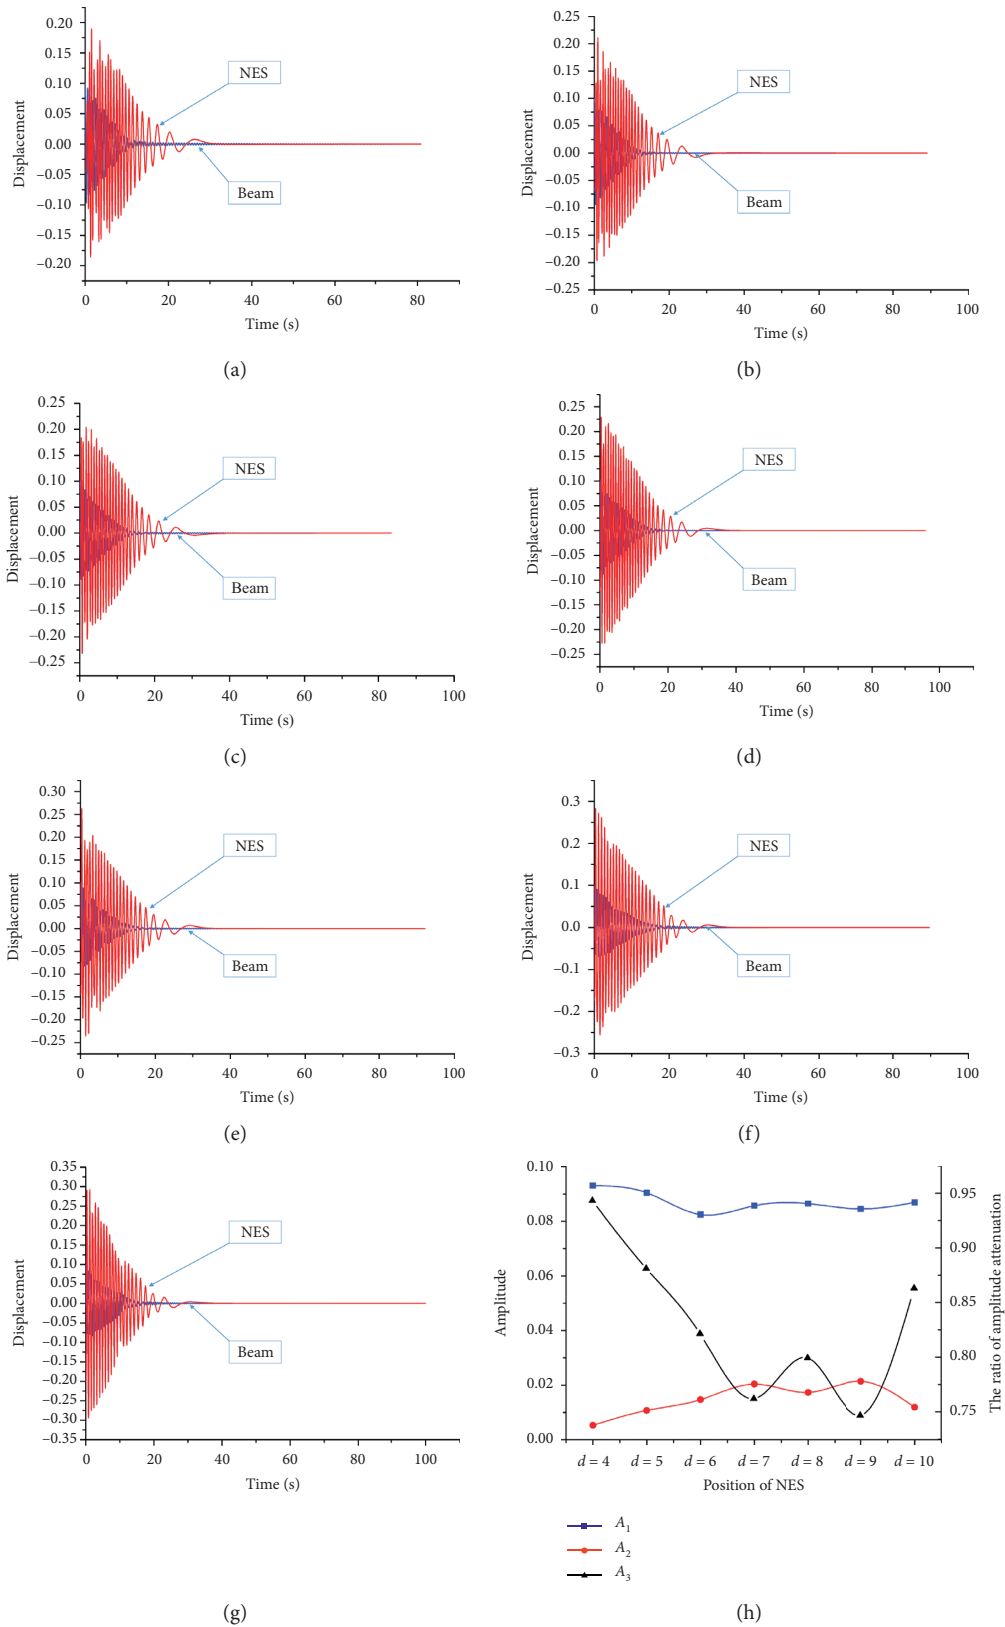 0.20
0.15
0.10
0.05
0.00
−0.05
−0.10
−0.15
−0.20
Displacement
NES
Beam
0 20 40 60 80
Time (s)
(a)
0.25
0.20
0.15
0.10
0.05
0.00
−0.05
−0.10
−0.15
−0.20
−0.25
Displacement
NES
Beam
0 20 40 60 80 100
Time (s)
(b)
0.25
0.20
0.15
0.10
0.05
0.00
−0.05
−0.10
−0.15
−0.20
−0.25
Displacement
NES
Beam
0 20 40 60 80 100
Time (s)
(c)
0.25
0.20
0.15
0.10
0.05
0.00
−0.05
−0.10
−0.15
−0.20
−0.25
Displacement
NES
Beam
0 20 40 60 80 100
Time (s)
(d)
0.30
0.25
0.20
0.15
0.10
0.05
0.00
−0.05
−0.10
−0.15
−0.20
−0.25
Displacement
NES
Beam
0 20 40 60 80 100
Time (s)
(e)
0.3
0.2
0.1
0.0
−0.1
−0.2
−0.3
Displacement
NES
Beam
0 20 40 60 80 100
Time (s)
(f)
0.35
0.30
0.25
0.20
0.15
0.10
0.05
0.00
−0.05
−0.10
−0.15
−0.20
−0.25
−0.30
−0.35
Displacement
NES
Beam
0 20 40 60 80 100
Time (s)
(g)
0.10
0.08
0.06
0.04
0.02
0.00
Amplitude
0.95
0.90
0.85
0.80
0.75
The ratio of amplitude attenuation
d = 4 d = 5 d = 6 d = 7 d = 8 d = 9 d = 10
Position of NES
A1
A2
A3
(h)